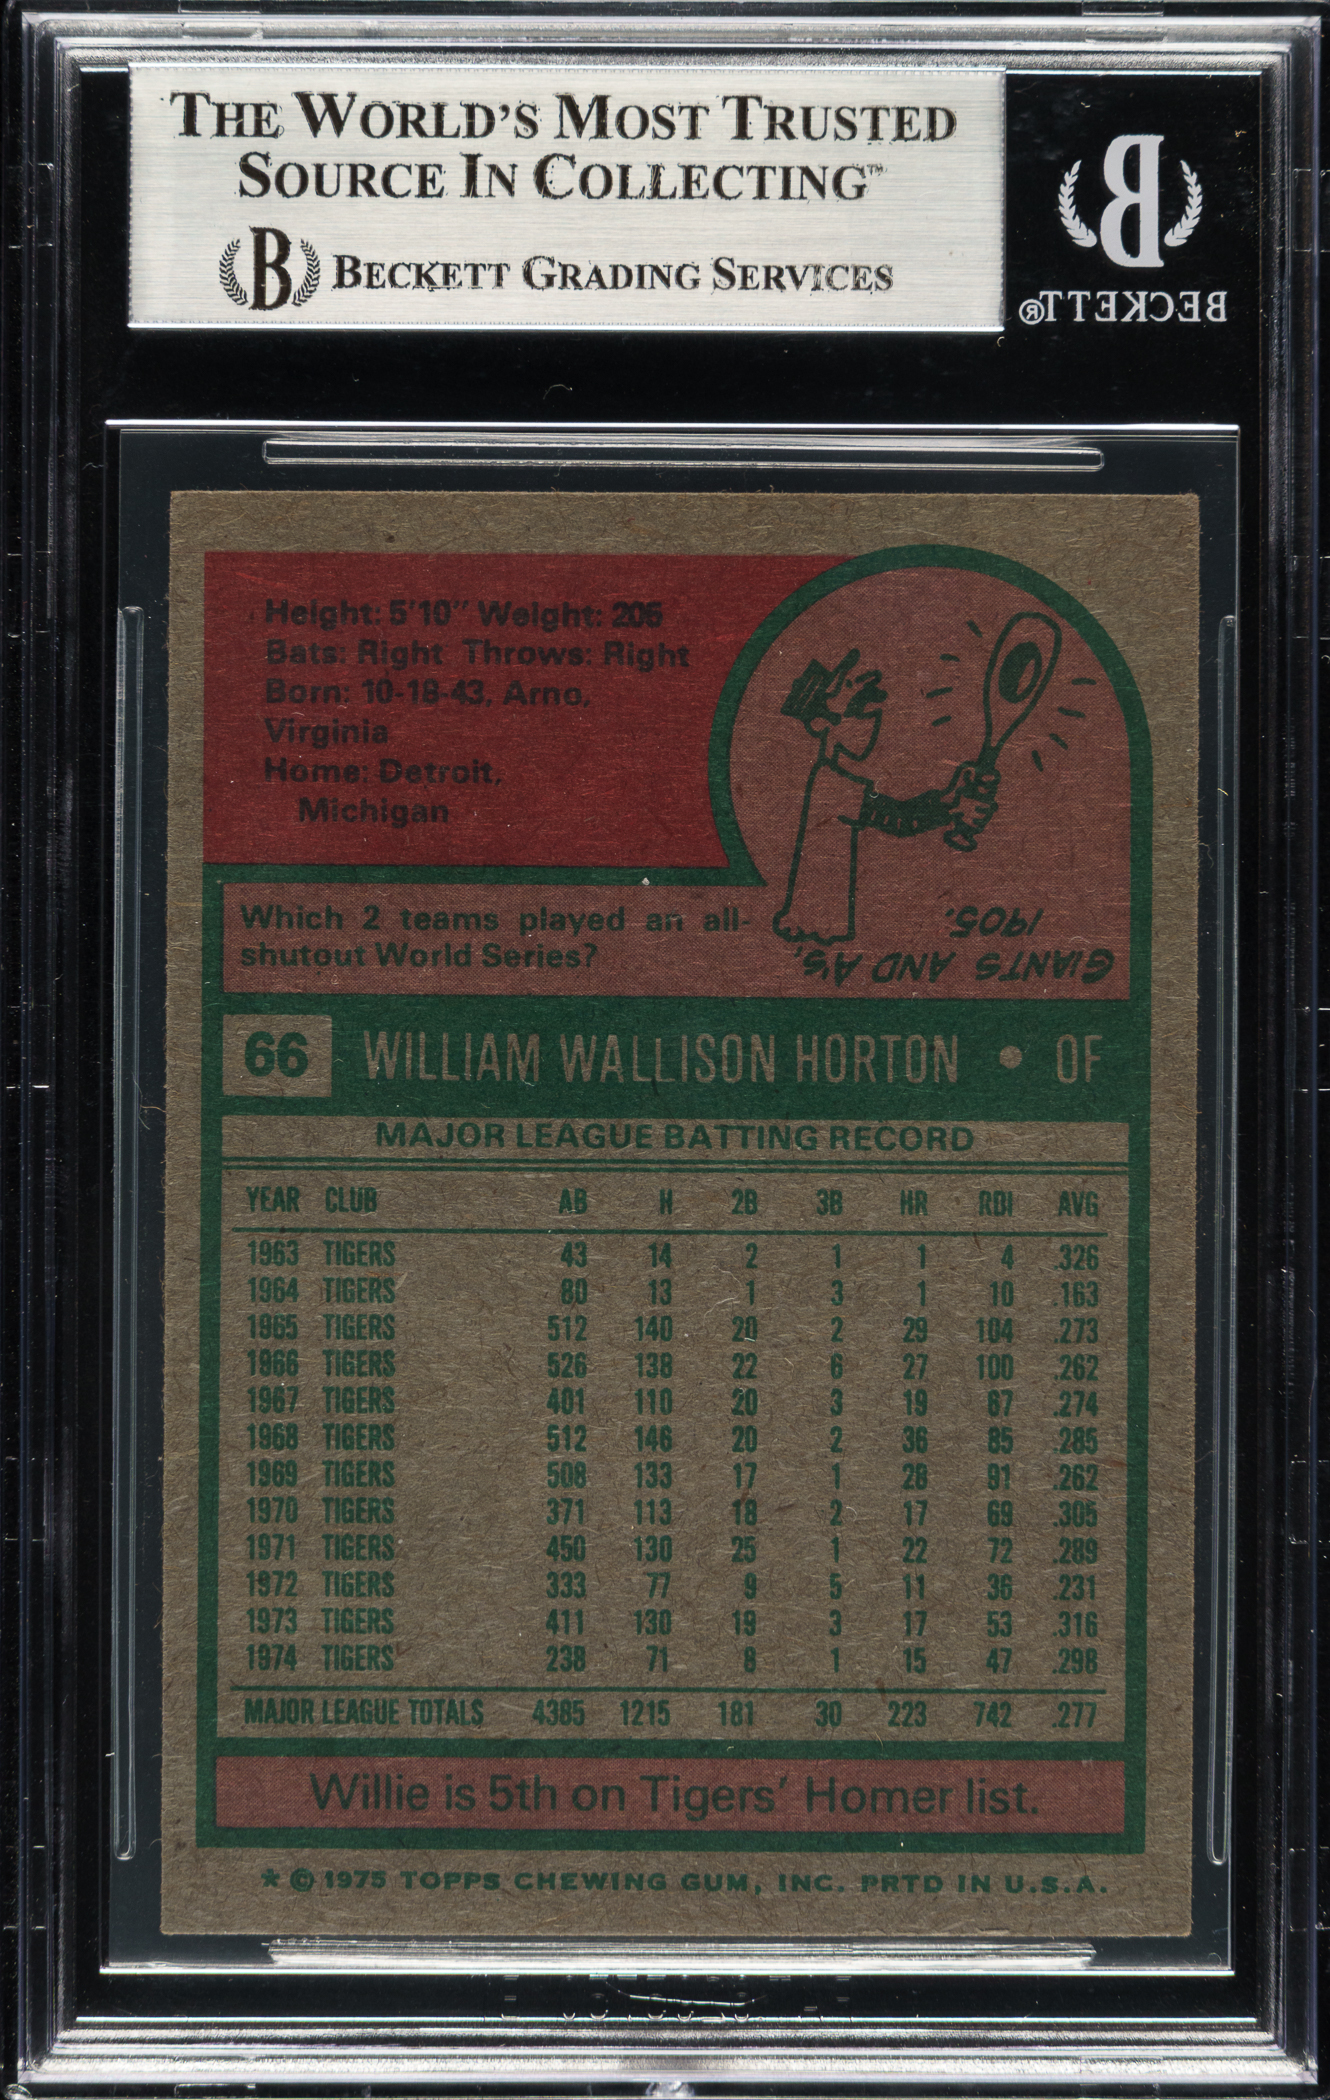 THE WORLD'S MOST TRUSTED
SOURCE IN COLLECTING™
B BECKETT GRADING SERVICES
B
BECKETT®
Height: 5'10" Weight: 205
Bats: Right Throws: Right
Born: 10-18-43, Arno,
Virginia
Home: Detroit,
Michigan
Which 2 teams played an all-
shutout World Series?
GIANTS AND A'S,
1905.
66 WILLIAM WALLISON HORTON • OF
MAJOR LEAGUE BATTING RECORD
YEAR CLUB AB H 2B 3B HR RBI AVG
1963 TIGERS 43 14 2 1 1 4 .326
1964 TIGERS 80 13 1 3 1 10 .163
1965 TIGERS 512 140 20 2 29 104 .273
1966 TIGERS 526 138 22 6 27 100 .262
1967 TIGERS 401 110 20 3 19 67 .274
1968 TIGERS 512 146 20 2 36 85 .285
1969 TIGERS 508 133 17 1 28 91 .262
1970 TIGERS 371 113 18 2 17 69 .305
1971 TIGERS 450 130 25 1 22 72 .289
1972 TIGERS 333 77 9 5 11 36 .231
1973 TIGERS 411 130 19 3 17 53 .316
1974 TIGERS 238 71 8 1 15 47 .298
MAJOR LEAGUE TOTALS 4385 1215 181 30 223 742 .277
Willie is 5th on Tigers' Homer list.
* © 1975 TOPPS CHEWING GUM, INC. PRTD IN U.S.A.